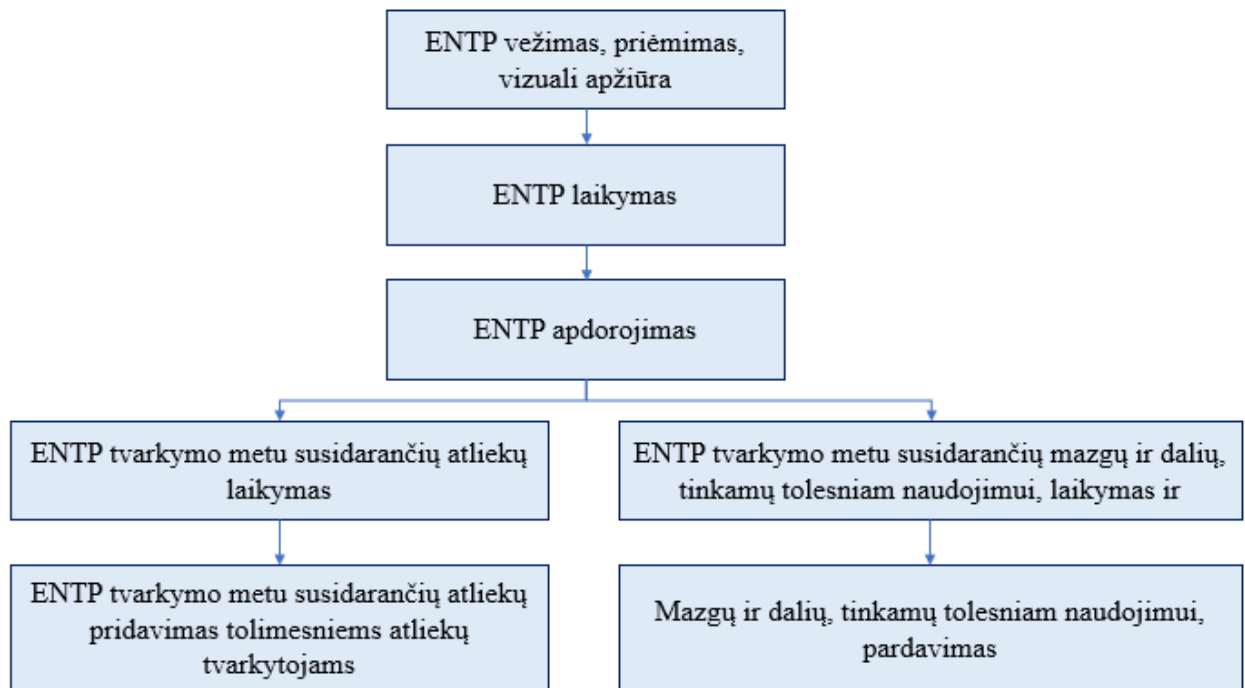 ENTP vežimas, priėmimas,
vizuali apžiūra
ENTP laikymas
ENTP apdorojimas
ENTP tvarkymo metu susidarančių atliekų
laikymas
ENTP tvarkymo metu susidarančių mazgų ir dalių,
tinkamų tolesniam naudojimui, laikymas ir
ENTP tvarkymo metu susidarančių atliekų
pridavimas tolimesniems atliekų
tvarkytojams
Mazgų ir dalių, tinkamų tolesniam naudojimui,
pardavimas